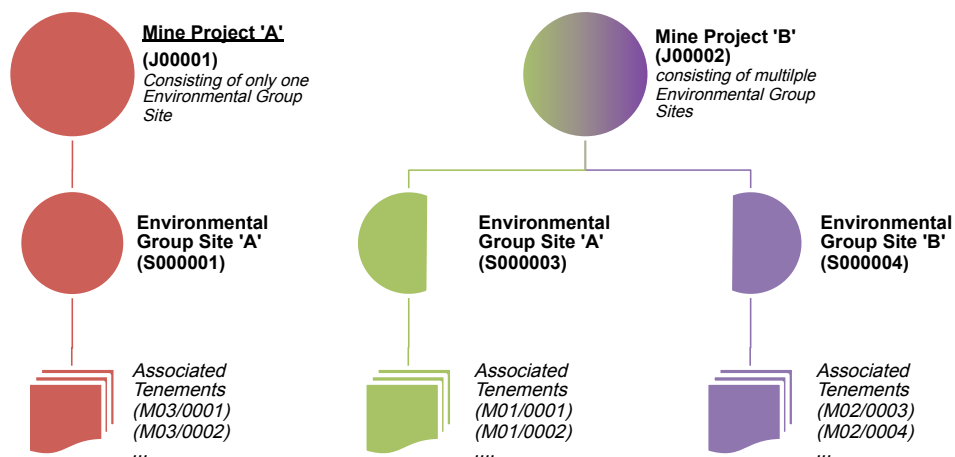 Mine Project 'A'
(J00001)
Consisting of only one
Environmental Group
Site
Mine Project 'B'
(J00002)
consisting of multilple
Environmental Group
Sites
Environmental
Group Site 'A'
(S000001)
Environmental
Group Site 'A'
(S000003)
Environmental
Group Site 'B'
(S000004)
Associated
Tenements
(M03/0001)
(M03/0002)
...
Associated
Tenements
(M01/0001)
(M01/0002)
....
Associated
Tenements
(M02/0003)
(M02/0004)
...